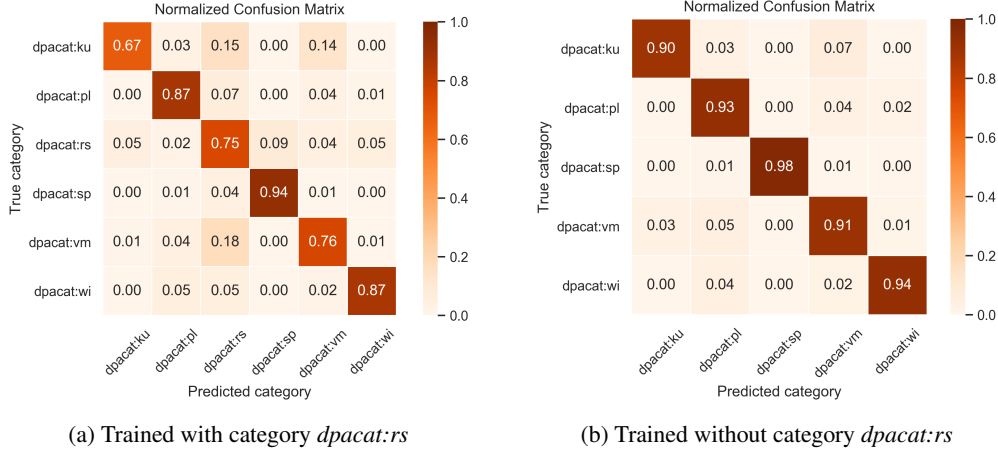 Normalized Confusion Matrix
dpacat:ku 0.67 0.03 0.15 0.00 0.14 0.00
dpacat:pl 0.00 0.87 0.07 0.00 0.04 0.01
dpacat:rs 0.05 0.02 0.75 0.09 0.04 0.05
dpacat:sp 0.00 0.01 0.04 0.94 0.01 0.00
dpacat:vm 0.01 0.04 0.18 0.00 0.76 0.01
dpacat:wi 0.00 0.05 0.05 0.00 0.02 0.87
True category
dpacat:ku dpacat:pl dpacat:rs dpacat:sp dpacat:vm dpacat:wi
Predicted category
1.0
0.8
0.6
0.4
0.2
0.0
(a) Trained with category dpacat:rs
Normalized Confusion Matrix
dpacat:ku 0.90 0.03 0.00 0.07 0.00
dpacat:pl 0.00 0.93 0.00 0.04 0.02
dpacat:sp 0.00 0.01 0.98 0.01 0.00
dpacat:vm 0.03 0.05 0.00 0.91 0.01
dpacat:wi 0.00 0.04 0.00 0.02 0.94
True category
dpacat:ku dpacat:pl dpacat:sp dpacat:vm dpacat:wi
Predicted category
1.0
0.8
0.6
0.4
0.2
0.0
(b) Trained without category dpacat:rs